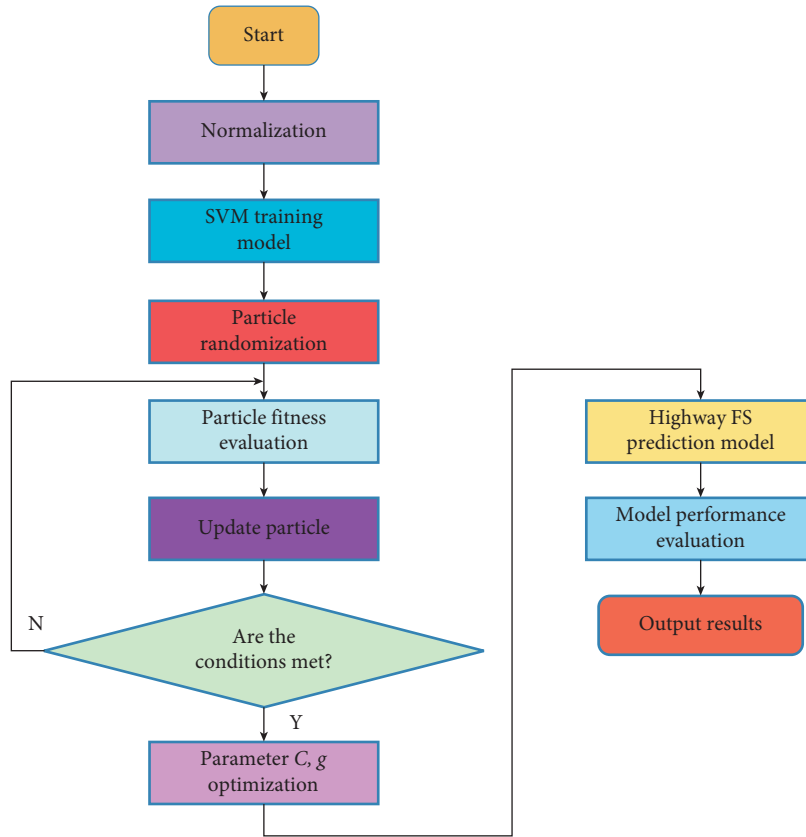 Start
Normalization
SVM training
model
Particle
randomization
Particle fitness
evaluation
Update particle
N
Are the
conditions met?
Y
Parameter C, g
optimization
Highway FS
prediction model
Model performance
evaluation
Output results